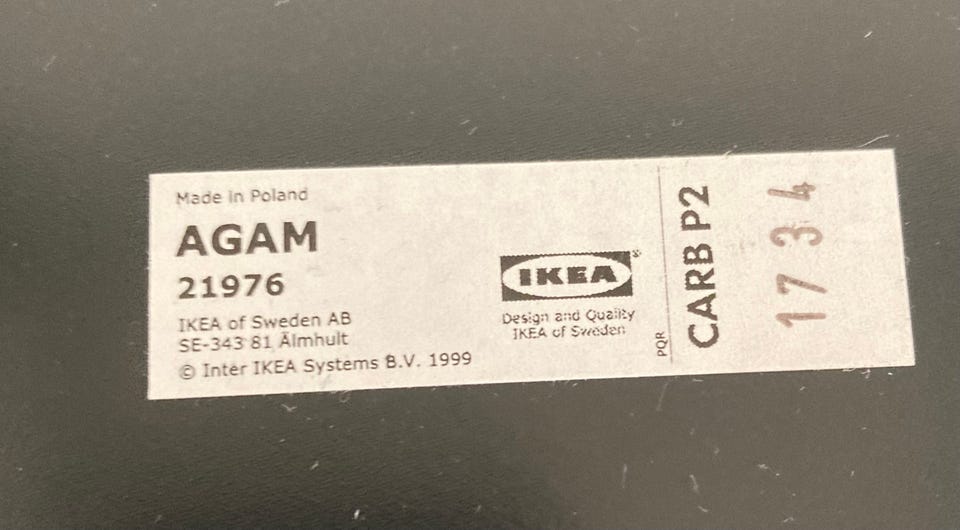 Made in Poland
AGAM
21976
IKEA of Sweden AB
SE-343 81 Älmhult
© Inter IKEA Systems B.V. 1999
IKEA®
Design and Quality
IKEA of Sweden
PQR
CARB P2
1734